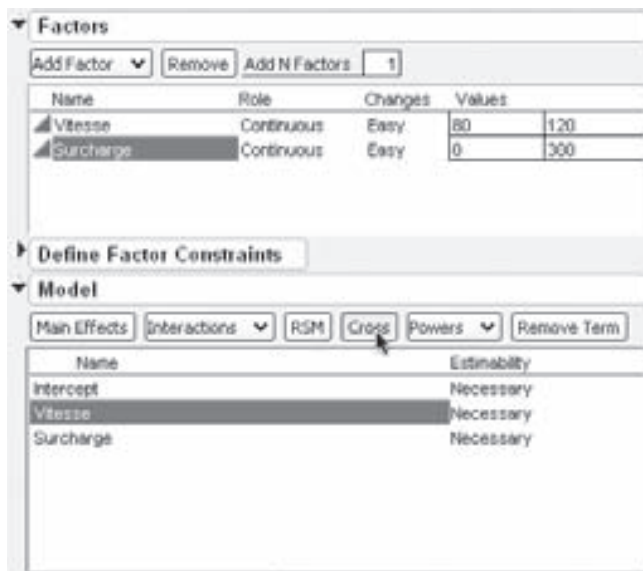 Factors
Add Factor Remove Add N Factors 1
Name Role Changes Values
Vitesse Continuous Easy 80 120
Surcharge Continuous Easy 0 300
Define Factor Constraints
Model
Main Effects Interactions RSM Cross Powers Remove Term
Name Estimability
Intercept Necessary
Vitesse Necessary
Surcharge Necessary